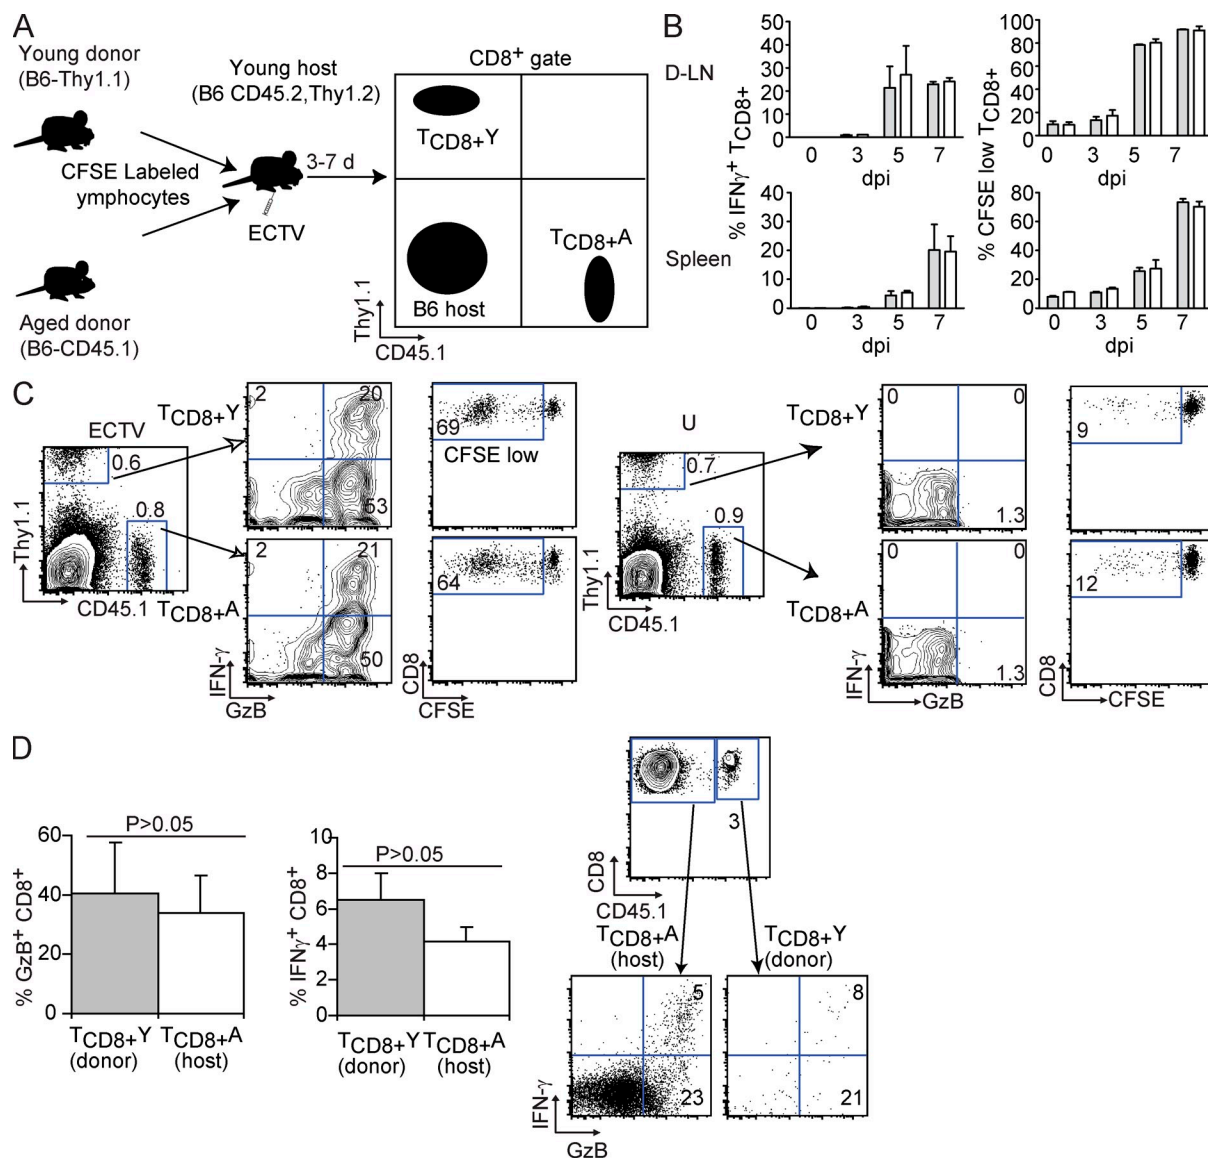 A
Young donor
(B6-Thy1.1)
Young host
(B6 CD45.2,Thy1.2)
CD8+ gate
CFSE Labeled
ymphocytes
3-7 d
ECTV
Aged donor
(B6-CD45.1)
TCD8+Y
TCD8+A
B6 host
Thy1.1
CD45.1
B
D-LN
Spleen
% IFNγ+ TCD8+
50
40
30
20
10
0
0 3 5 7
dpi
40
30
20
10
0
0 3 5 7
dpi
% CFSE low TCD8+
100
80
60
40
20
0
0 3 5 7
dpi
80
60
40
20
0
0 3 5 7
dpi
C
ECTV
0.6
0.8
Thy1.1
CD45.1
TCD8+Y
2 20
53
TCD8+A
2 21
50
IFN-γ
GzB
69
CFSE low
64
CD8
CFSE
U
0.7
0.9
Thy1.1
CD45.1
TCD8+Y
0 0
1.3
TCD8+A
0 0
1.3
IFN-γ
GzB
9
12
CD8
CFSE
D
% GzB+ CD8+
60
40
20
0
P>0.05
TCD8+Y TCD8+A
(donor) (host)
% IFNγ+ CD8+
10
8
6
4
2
0
P>0.05
TCD8+Y TCD8+A
(donor) (host)
3
CD8
CD45.1
TCD8+A
(host)
TCD8+Y
(donor)
5
23
8
21
IFN-γ
GzB